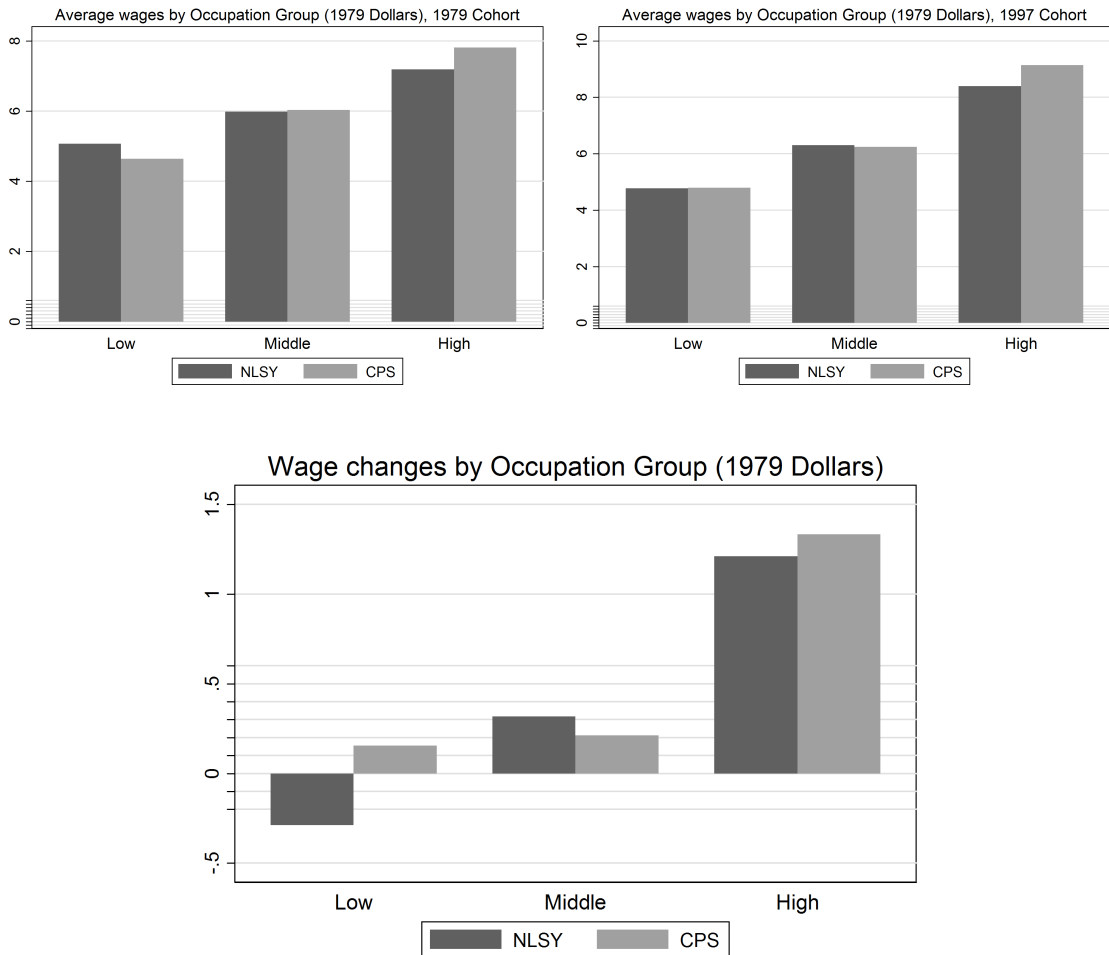 Average wages by Occupation Group (1979 Dollars), 1979 Cohort
8
6
4
2
0
Low Middle High
NLSY CPS
Average wages by Occupation Group (1979 Dollars), 1997 Cohort
10
8
6
4
2
0
Low Middle High
NLSY CPS
Wage changes by Occupation Group (1979 Dollars)
1.5
1
.5
0
-.5
Low Middle High
NLSY CPS